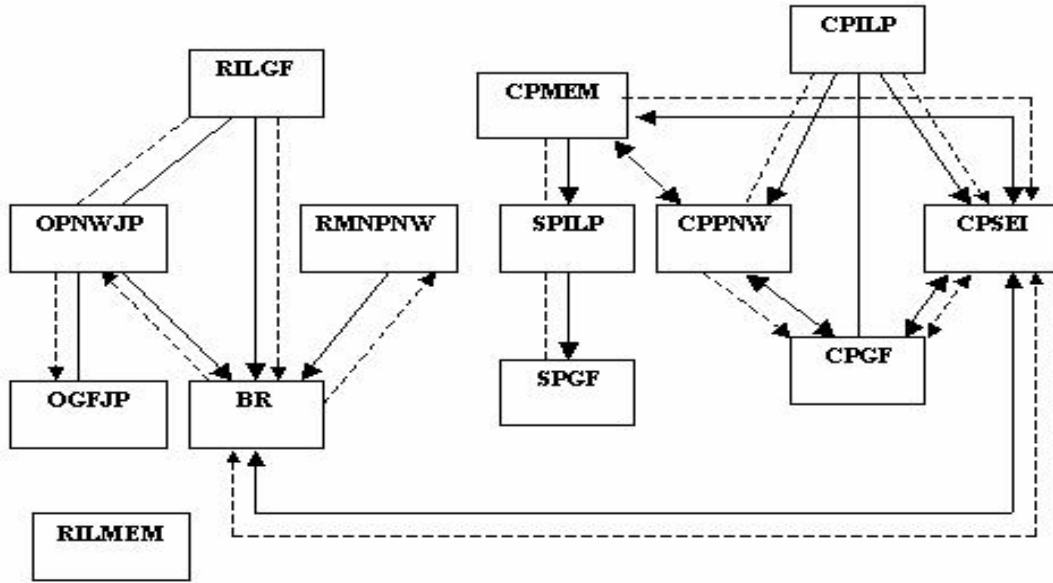 CPILP
RILGF
CPMEM
OPNWJP
RMNPNW
SPILP
CPPNW
CPSEI
CPGF
SPGF
OGFJP
BR
RILMEM